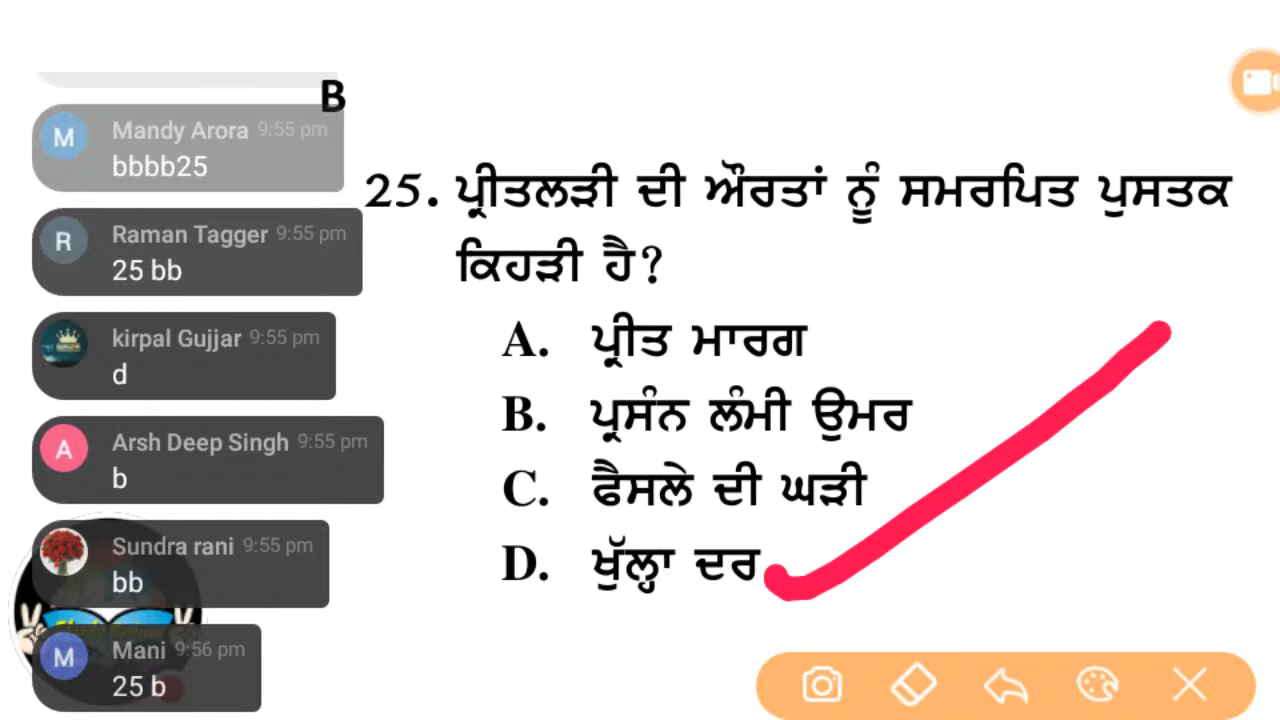 B
M Mandy Arora 9:55 pm
bbbb25
R Raman Tagger 9:55 pm
25 bb
kirpal Gujjar 9:55 pm
d
A Arsh Deep Singh 9:55 pm
b
Sundra rani 9:55 pm
bb
M Mani 9:56 pm
25 b
25. ਪ੍ਰੀਤਲੜੀ ਦੀ ਔਰਤਾਂ ਨੂੰ ਸਮਰਪਿਤ ਪੁਸਤਕ
ਕਿਹੜੀ ਹੈ?
A. ਪ੍ਰੀਤ ਮਾਰਗ
B. ਪ੍ਰਸੰਨ ਲੰਮੀ ਉਮਰ
C. ਫੈਸਲੇ ਦੀ ਘੜੀ
D. ਖੁੱਲ੍ਹਾ ਦਰ